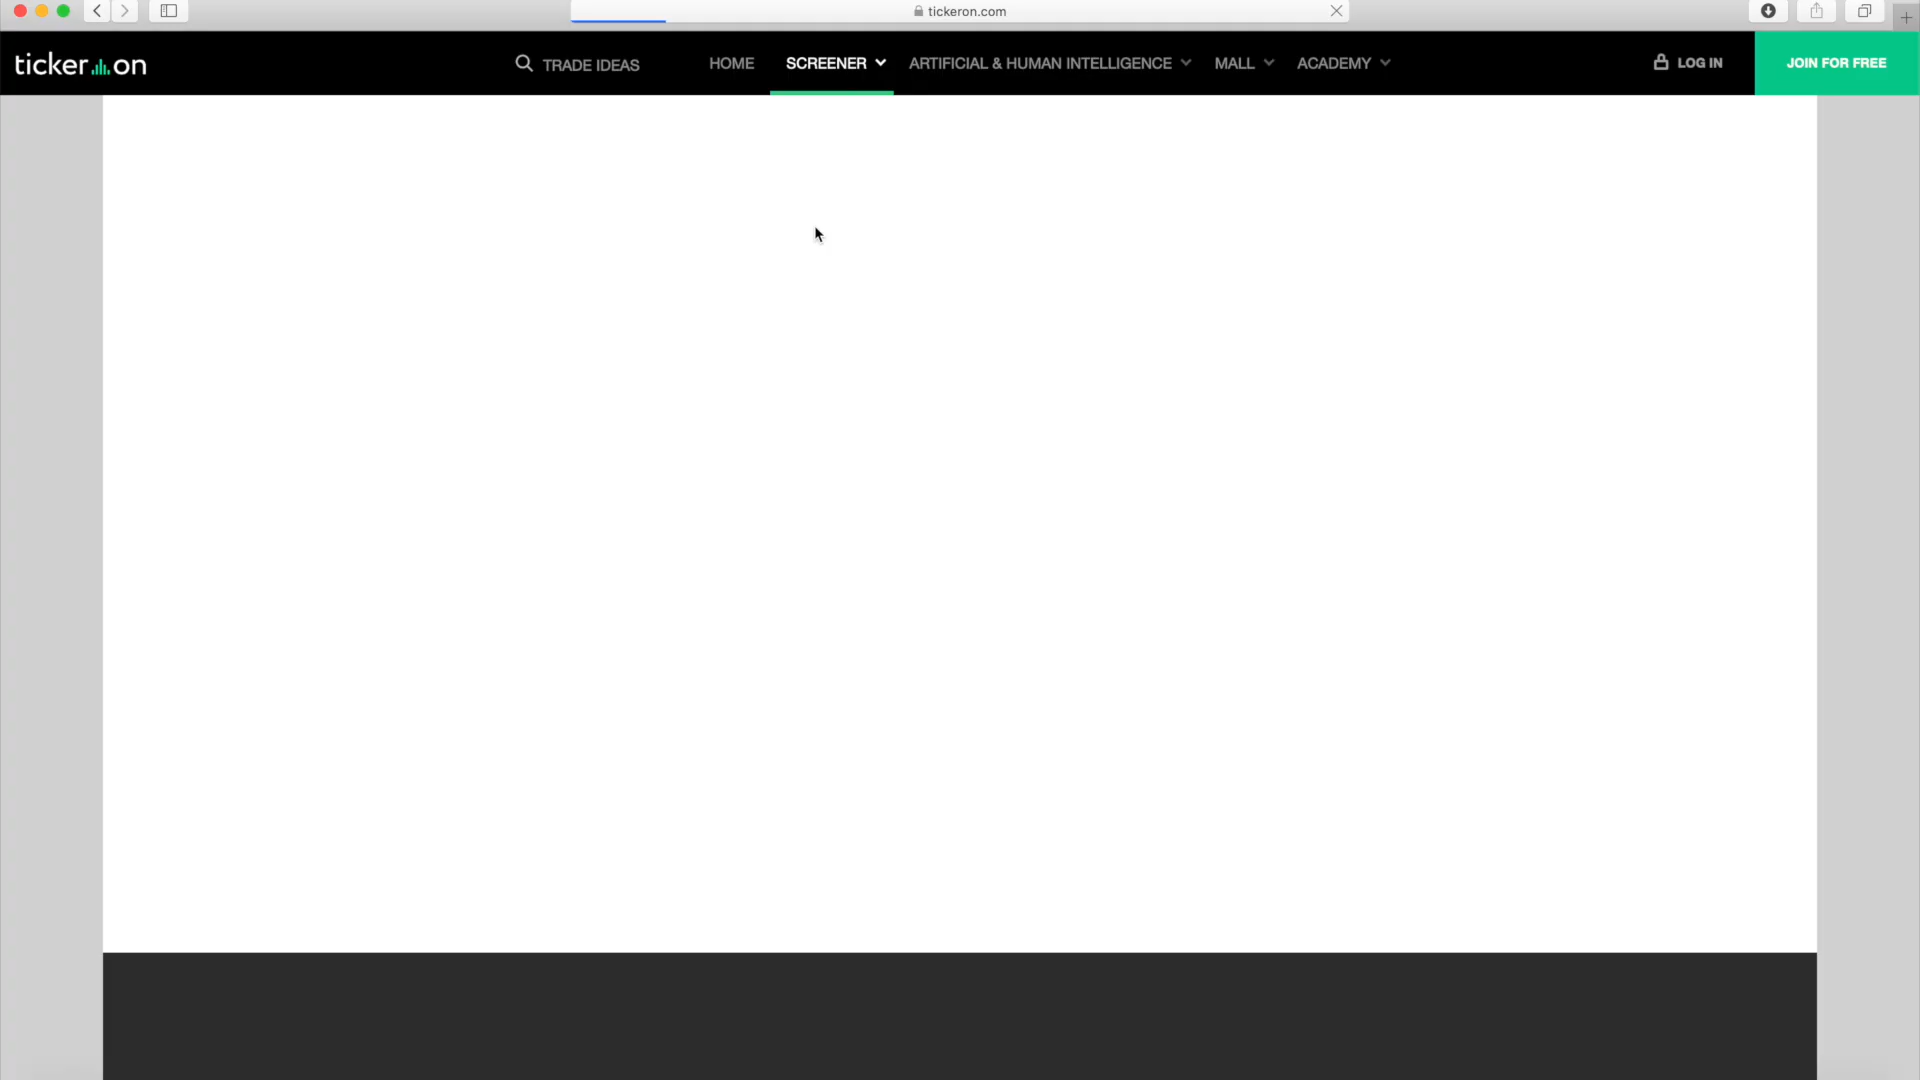 tickeron.com
tickeron
TRADE IDEAS
HOME
SCREENER
ARTIFICIAL & HUMAN INTELLIGENCE
MALL
ACADEMY
LOG IN
JOIN FOR FREE